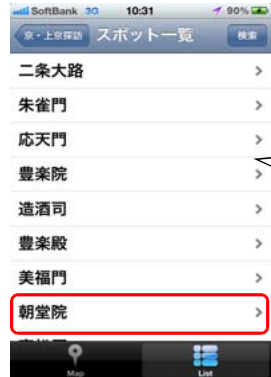 SoftBank 3G 10:31 90%
京・上京探訪 スポット一覧 検索
二条大路
朱雀門
応天門
豊楽院
造酒司
豊楽殿
美福門
朝堂院
Map List